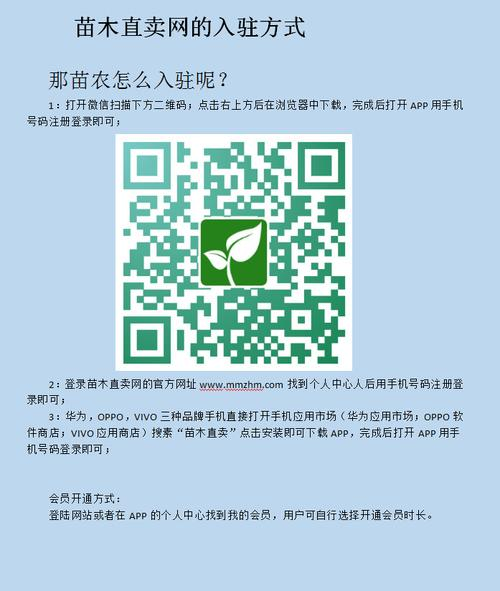 苗木直卖网的入驻方式
那苗农怎么入驻呢？
1：打开微信扫描下方二维码；点击右上方后在浏览器中下载，完成后打开 APP 用手机
号码注册登录即可；
2：登录苗木直卖网的官方网址 www.mmzhm.com 找到个人中心人后用手机号码注册登
录即可；
3：华为，OPPO，VIVO 三种品牌手机直接打开手机应用市场（华为应用市场；OPPO 软
件商店；VIVO 应用商店）搜素“苗木直卖”点击安装即可下载 APP，完成后打开 APP 用手
机号码登录即可；
会员开通方式：
登陆网站或者在 APP 的个人中心找到我的会员，用户可自行选择开通会员时长。